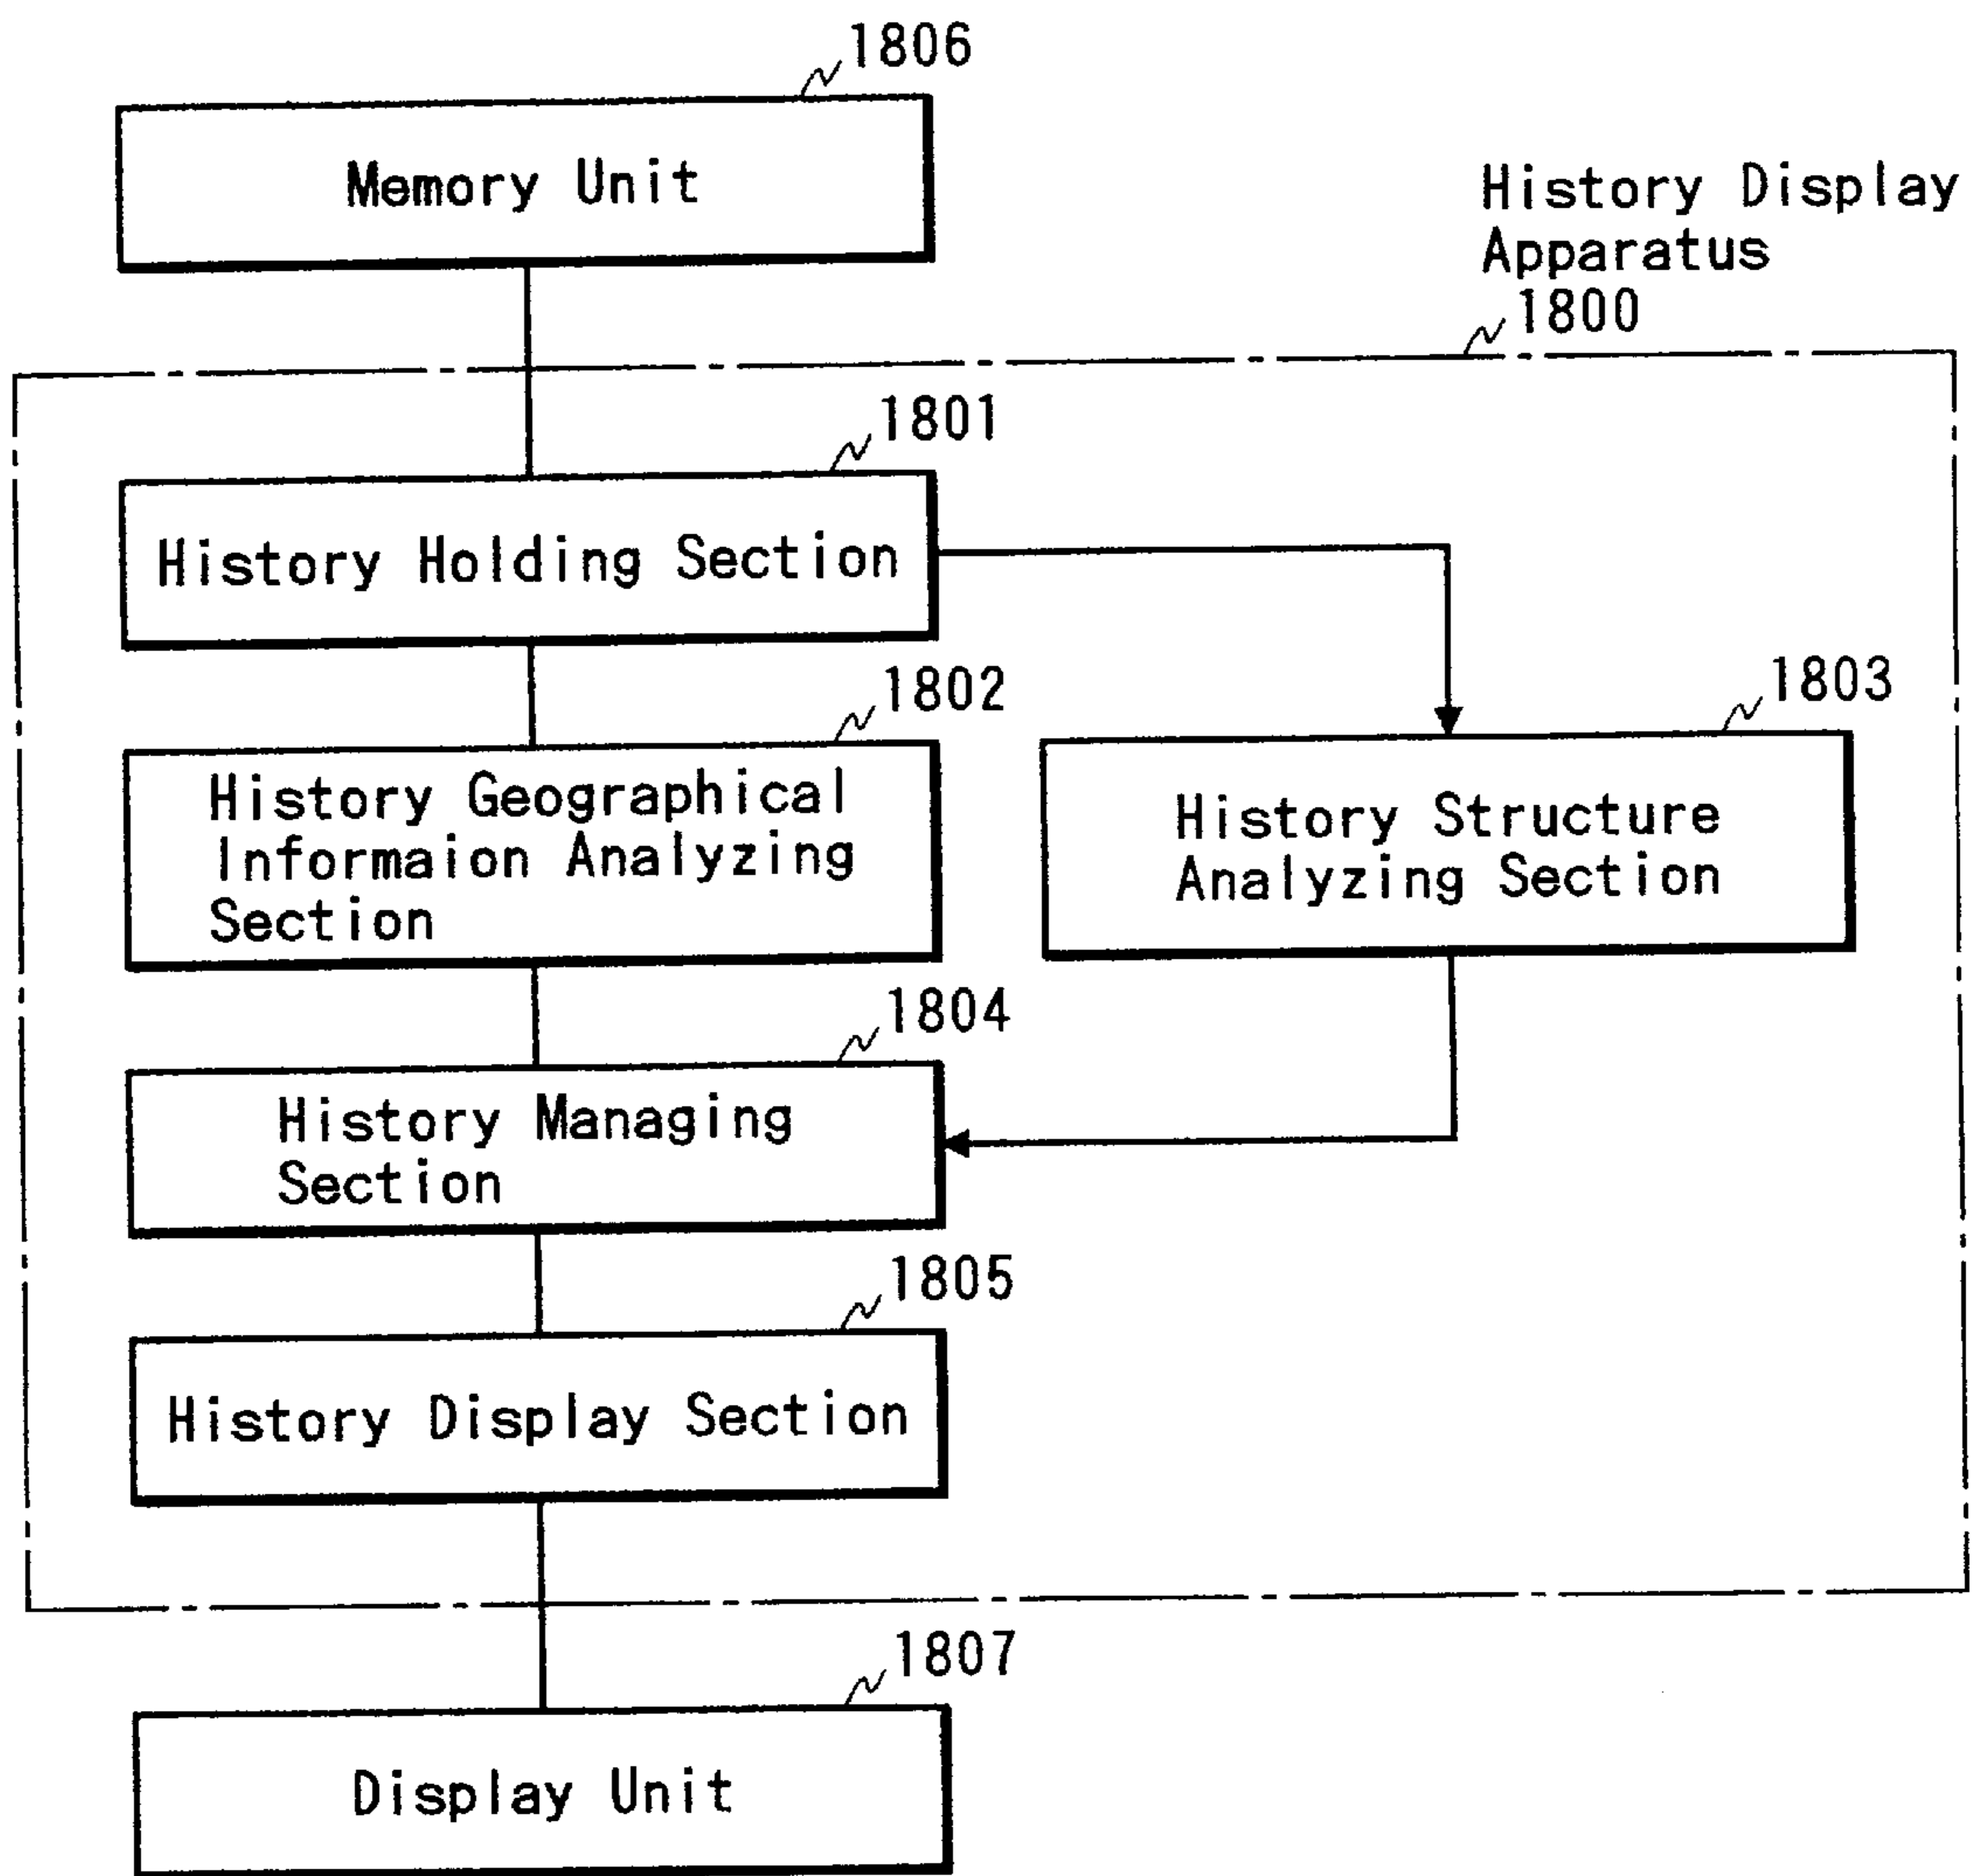 1806
Memory Unit
History Display
Apparatus
1800
1801
History Holding Section
1802
1803
History Geographical
Informaion Analyzing
Section
History Structure
Analyzing Section
1804
History Managing
Section
1805
History Display Section
1807
Display Unit